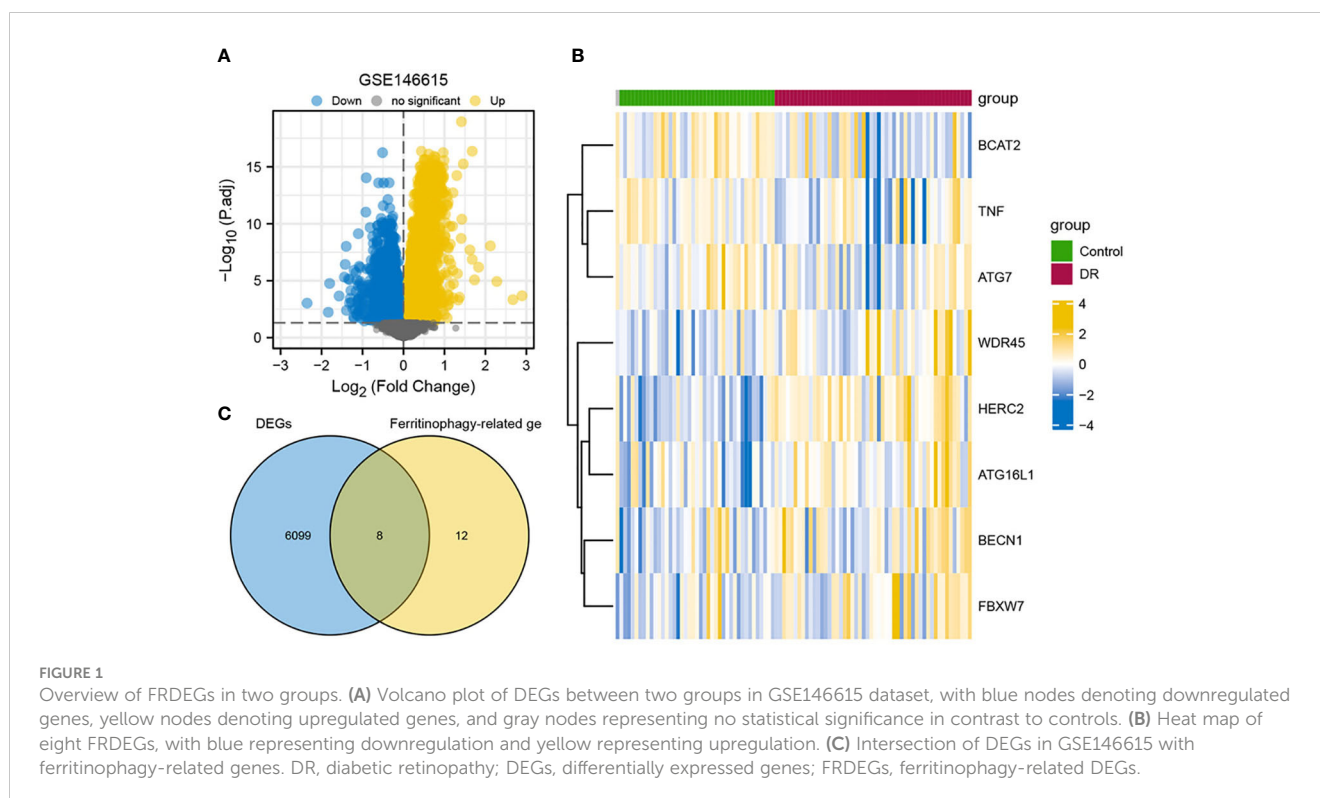 A
GSE146615
Down no significant Up
−Log10 (P.adj)
15
10
5
0
−3 −2 −1 0 1 2 3
Log2 (Fold Change)
B
group
BCAT2
TNF
ATG7
WDR45
HERC2
ATG16L1
BECN1
FBXW7
group
Control
DR
4
2
0
−2
−4
C
DEGs Ferritinophagy-related ge
6099 8 12
FIGURE 1
Overview of FRDEGs in two groups. (A) Volcano plot of DEGs between two groups in GSE146615 dataset, with blue nodes denoting downregulated
genes, yellow nodes denoting upregulated genes, and gray nodes representing no statistical significance in contrast to controls. (B) Heat map of
eight FRDEGs, with blue representing downregulation and yellow representing upregulation. (C) Intersection of DEGs in GSE146615 with
ferritinophagy-related genes. DR, diabetic retinopathy; DEGs, differentially expressed genes; FRDEGs, ferritinophagy-related DEGs.